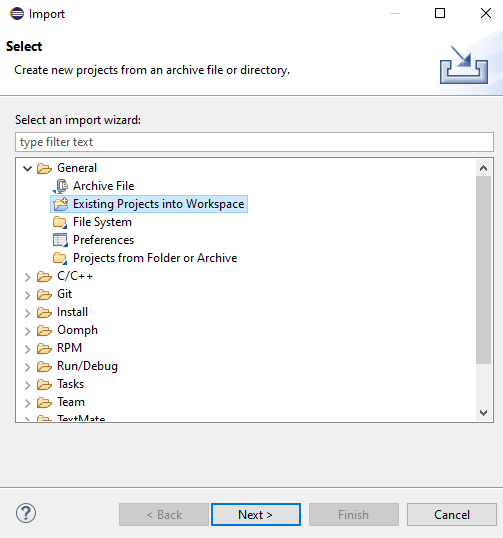 Import
Select
Create new projects from an archive file or directory.
Select an import wizard:
type filter text
General
Archive File
Existing Projects into Workspace
File System
Preferences
Projects from Folder or Archive
C/C++
Git
Install
Oomph
RPM
Run/Debug
Tasks
Team
TextMate
?
< Back
Next >
Finish
Cancel